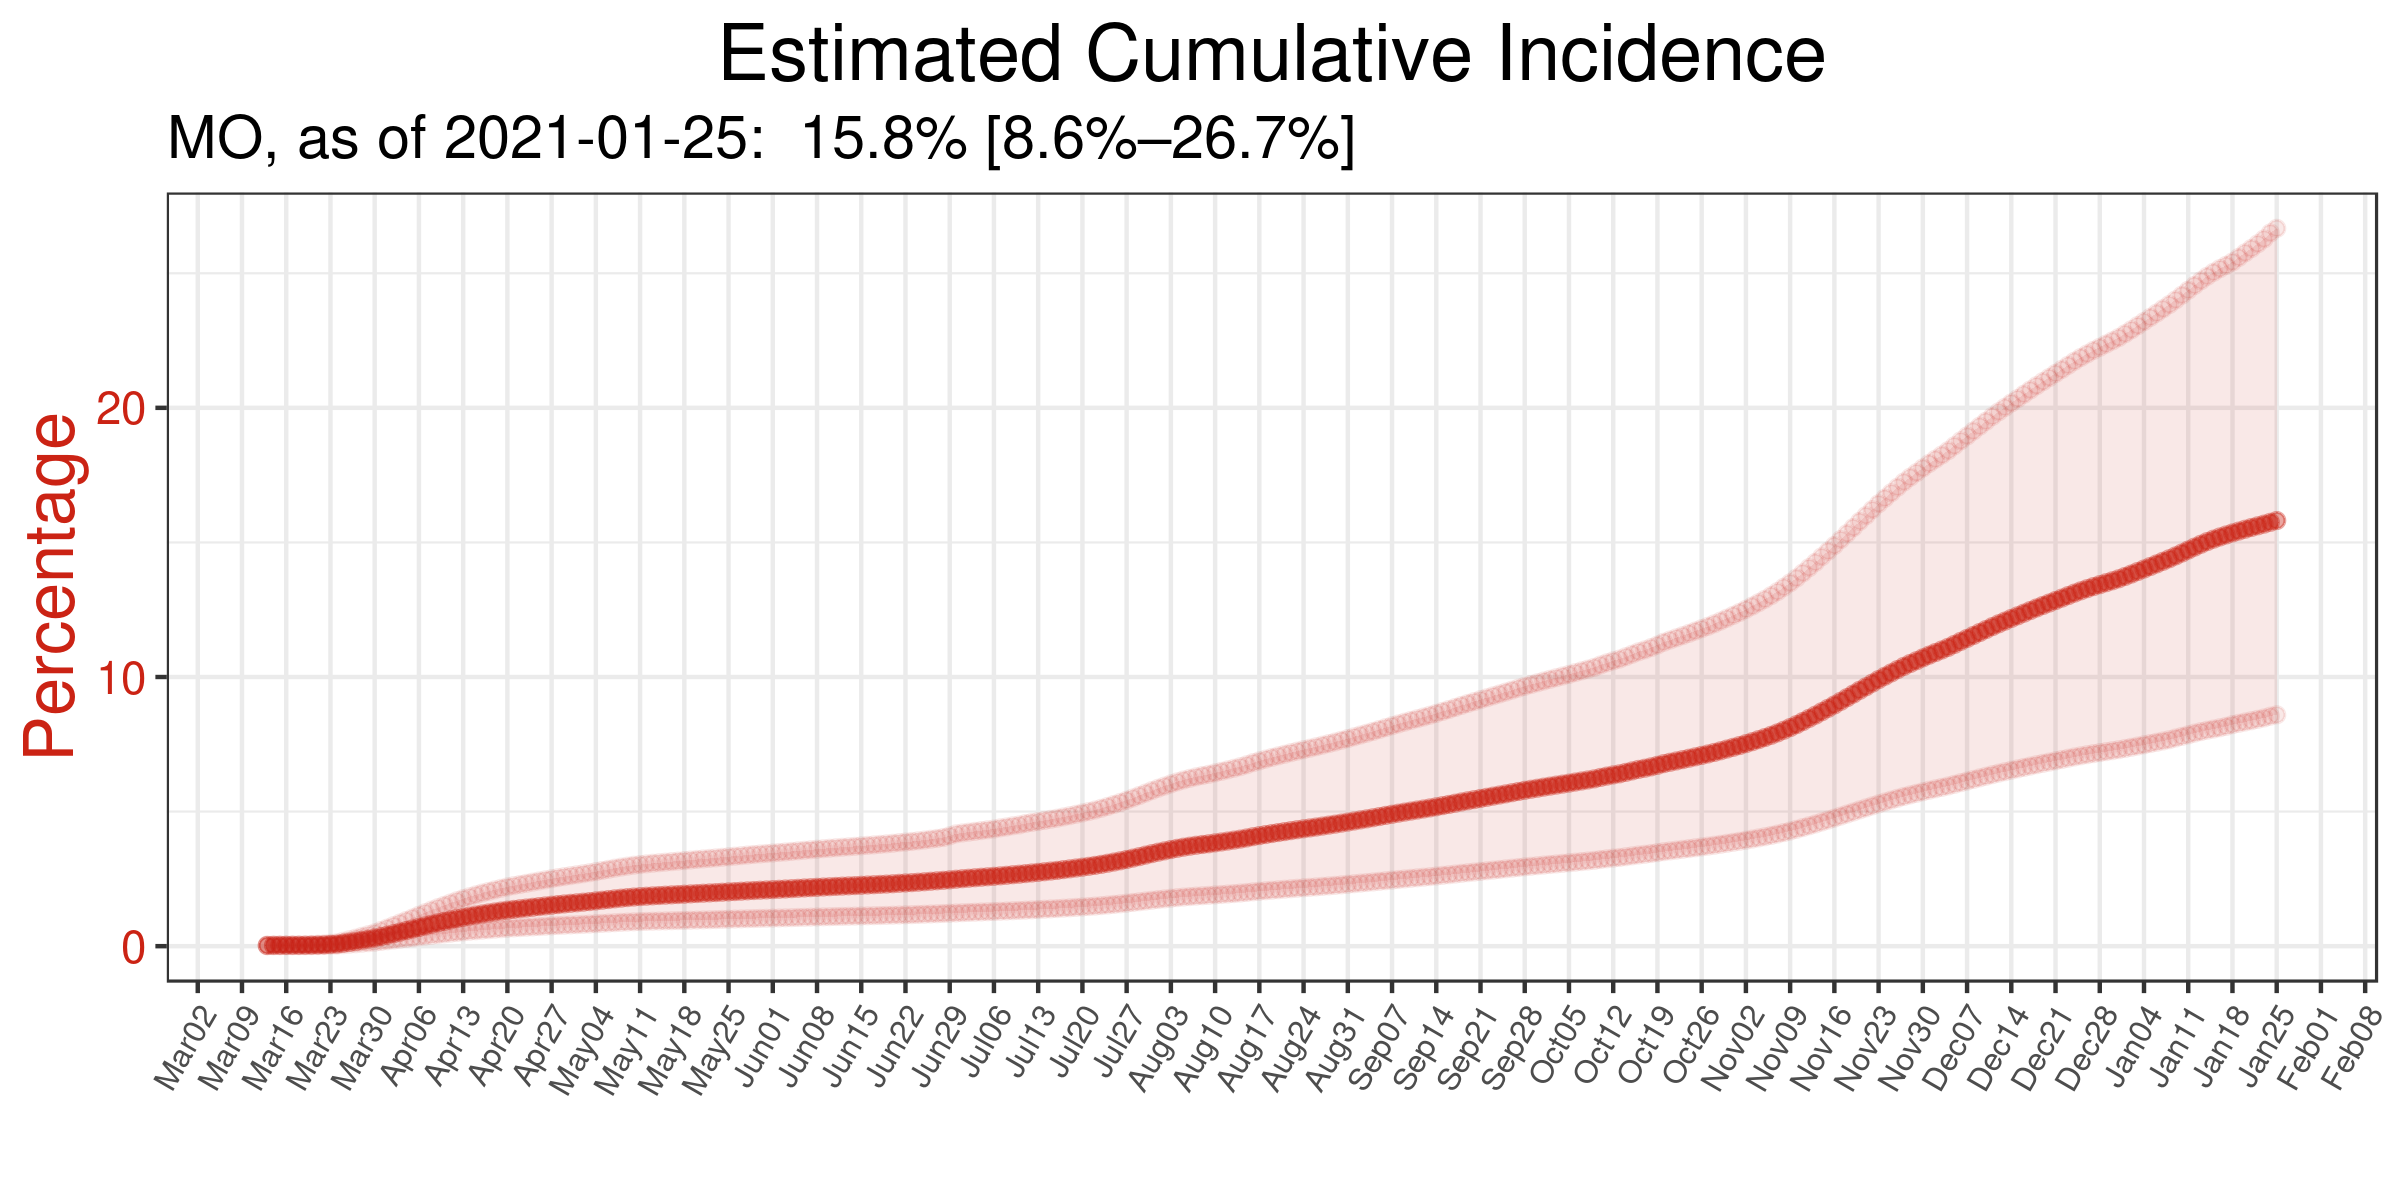 Estimated Cumulative Incidence
MO, as of 2021-01-25:  15.8% [8.6%–26.7%]
Percentage
20
10
0
Mar02
Mar09
Mar16
Mar23
Mar30
Apr06
Apr13
Apr20
Apr27
May04
May11
May18
May25
Jun01
Jun08
Jun15
Jun22
Jun29
Jul06
Jul13
Jul20
Jul27
Aug03
Aug10
Aug17
Aug24
Aug31
Sep07
Sep14
Sep21
Sep28
Oct05
Oct12
Oct19
Oct26
Nov02
Nov09
Nov16
Nov23
Nov30
Dec07
Dec14
Dec21
Dec28
Jan04
Jan11
Jan18
Jan25
Feb01
Feb08